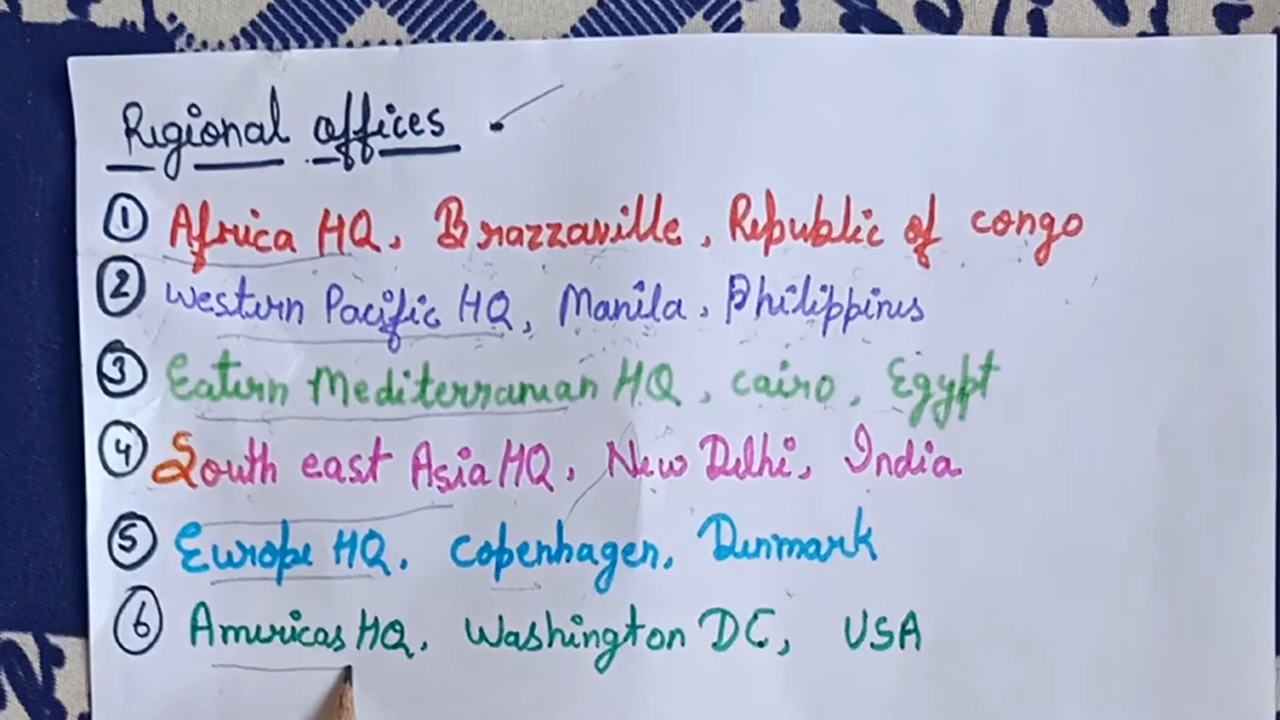 Regional offices
① Africa HQ, Brazzaville, Republic of congo
② Western Pacific HQ, Manila, Philippines
③ Eatern Mediterranean HQ, cairo, Egypt
④ South east Asia HQ, New Delhi, India
⑤ Europe HQ, Copenhagen, Denmark
⑥ Americas HQ, Washington DC, USA